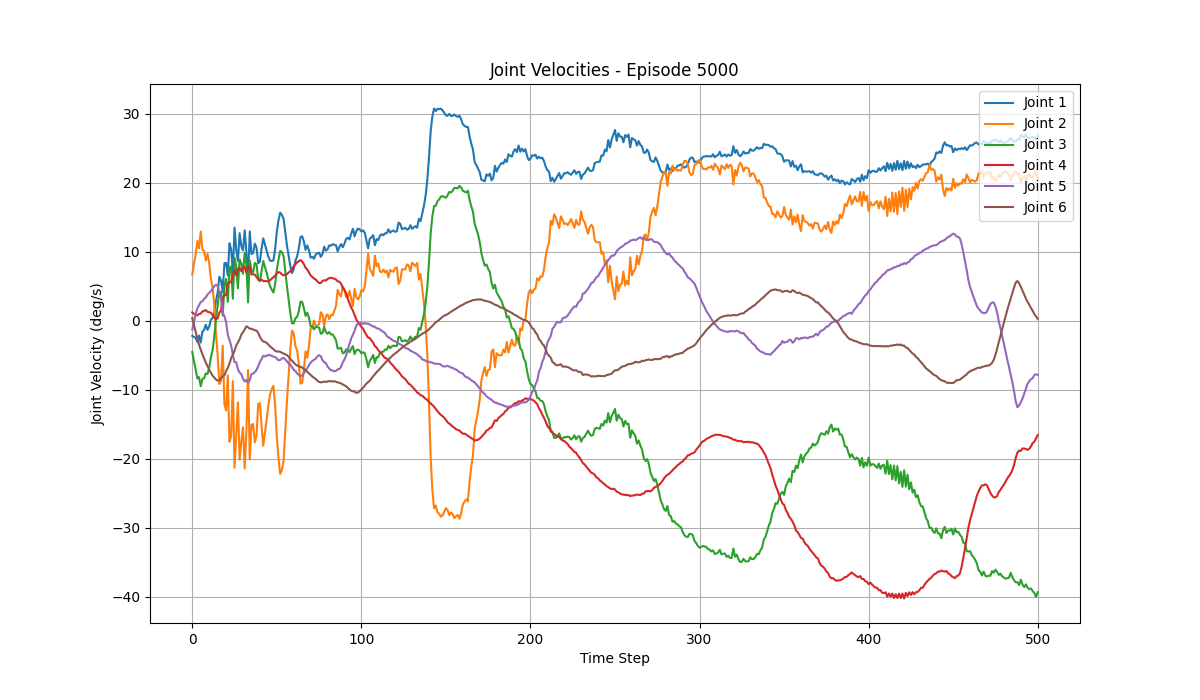 Joint Velocities - Episode 5000
Joint Velocity (deg/s)
30
20
10
0
−10
−20
−30
−40
Joint 1
Joint 2
Joint 3
Joint 4
Joint 5
Joint 6
0
100
200
300
400
500
Time Step